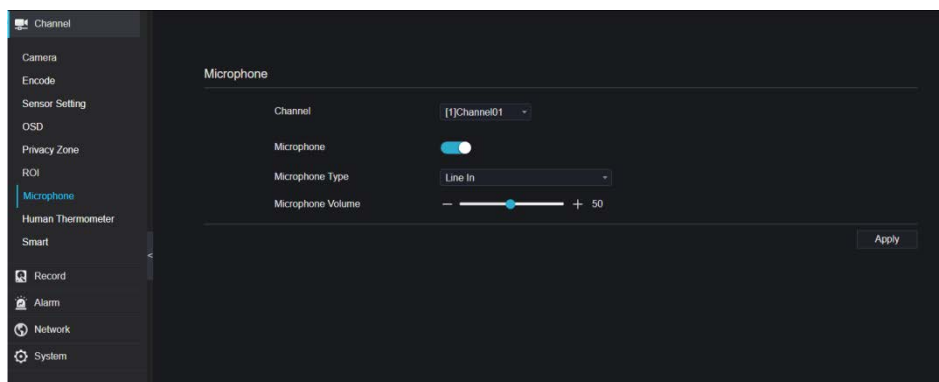 Channel
Camera
Encode
Sensor Setting
OSD
Privacy Zone
ROI
Microphone
Human Thermometer
Smart
Record
Alarm
Network
System
<
Microphone
Channel [1]Channel01
Microphone
Microphone Type Line In
Microphone Volume 50
Apply